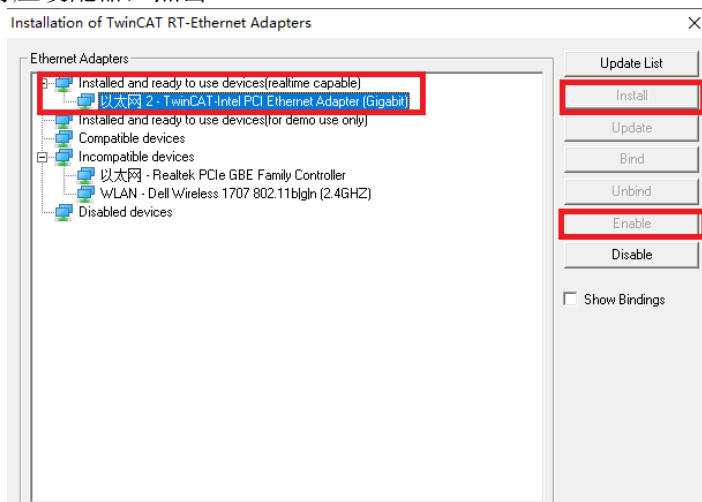 Installation of TwinCAT RT-Ethernet Adapters
Ethernet Adapters
Installed and ready to use devices(realtime capable)
以太网 2 - TwinCAT-Intel PCI Ethernet Adapter (Gigabit)
Installed and ready to use devices(for demo use only)
Compatible devices
Incompatible devices
以太网 - Realtek PCIe GBE Family Controller
WLAN - Dell Wireless 1707 802.11b|g|n (2.4GHZ)
Disabled devices
Update List
Install
Update
Bind
Unbind
Enable
Disable
Show Bindings